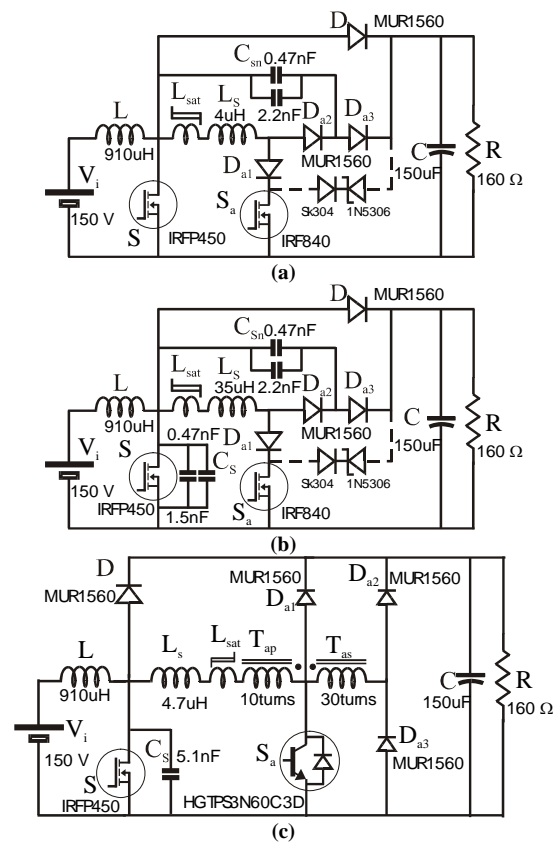 D MUR1560
C_sn 0.47nF
L_sat
L_S
4uH
2.2nF
D_a2
D_a3
L
910uH
D_a1
MUR1560
C
150uF
R
160 Ω
V_i
150 V
S
IRFP450
S_a
IRF840
Sk304
1N5306
(a)
D MUR1560
C_Sn 0.47nF
L_sat
L_S
35uH
2.2nF
D_a2
D_a3
L
910uH
0.47nF
D_a1
MUR1560
C
150uF
R
160 Ω
V_i
150 V
S
C_S
IRFP450
1.5nF
S_a
IRF840
Sk304
1N5306
(b)
D
MUR1560
MUR1560
D_a1
D_a2
MUR1560
L
910uH
L_s
4.7uH
L_sat
T_ap
10turns
T_as
30turns
C
150uF
R
160 Ω
V_i
150 V
C_S 5.1nF
S
IRFP450
S_a
HGTPS3N60C3D
D_a3
MUR1560
(c)